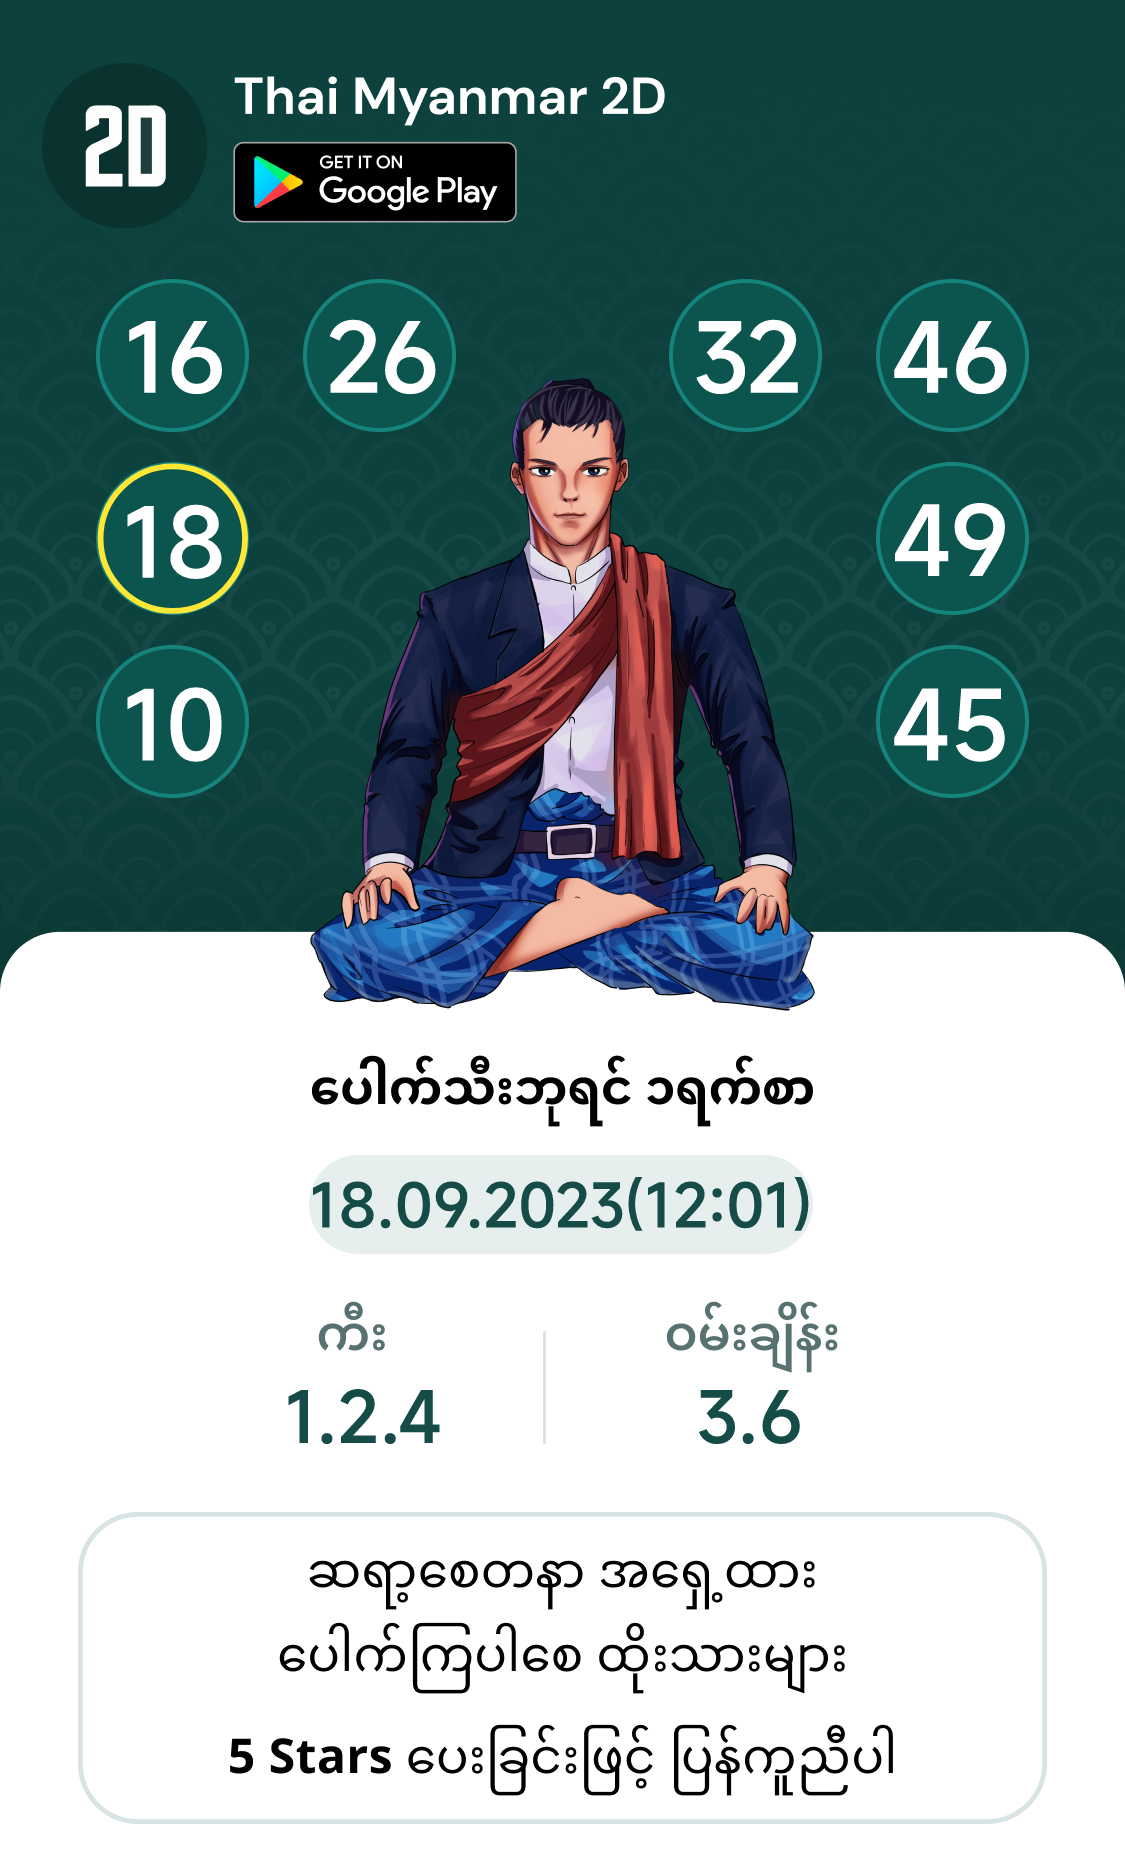 2D
Thai Myanmar 2D
GET IT ON
Google Play
16 26 32 46
18 49
10 45
ပေါက်သီးဘုရင် ၁ရက်စာ
18.09.2023(12:01)
ကီး ဝမ်းချိန်း
1.2.4 3.6
ဆရာ့စေတနာ အရှေ့ထား
ပေါက်ကြပါစေ ထိုးသားများ
5 Stars ပေးခြင်းဖြင့် ပြန်ကူညီပါ